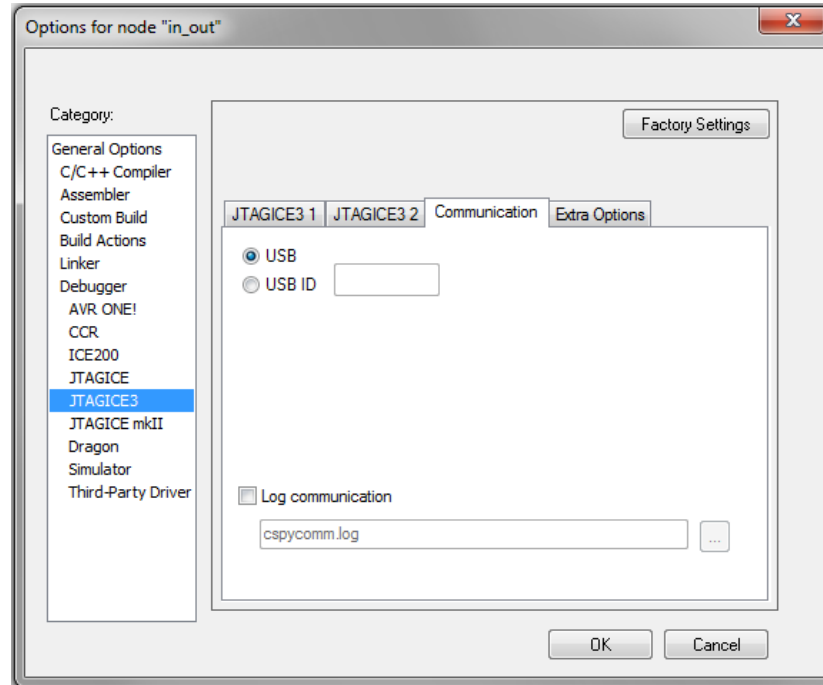 Options for node "in_out"
Category:
Factory Settings
General Options
C/C++ Compiler
Assembler
Custom Build
Build Actions
Linker
Debugger
AVR ONE!
CCR
ICE200
JTAGICE
JTAGICE3
JTAGICE mkII
Dragon
Simulator
Third-Party Driver
JTAGICE3 1 JTAGICE3 2 Communication Extra Options
USB
USB ID
Log communication
cspycomm.log ...
OK Cancel